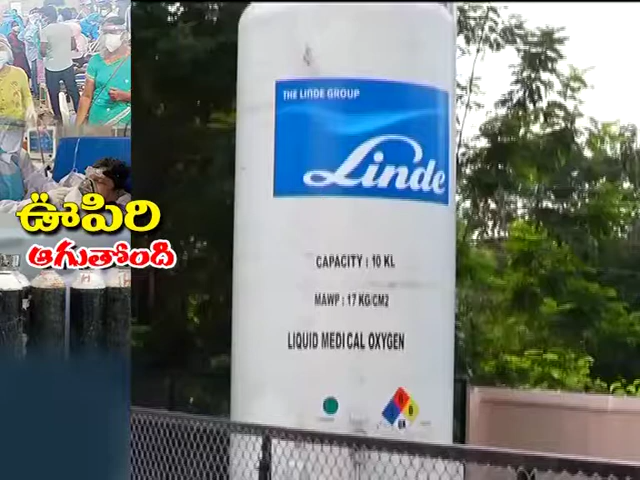 THE LINDE GROUP
Linde
ఊపిరి
ఆగుతోంది
CAPACITY : 10 KL
MAWP : 17 KG/CM2
LIQUID MEDICAL OXYGEN